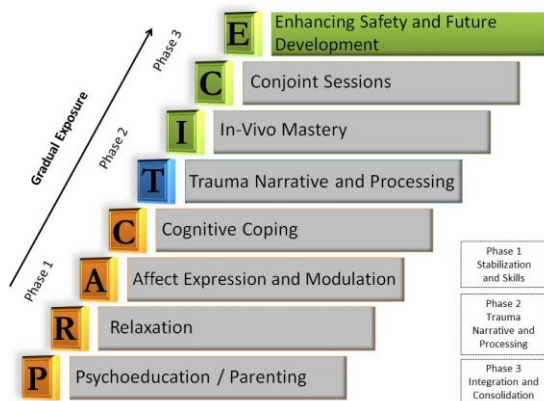 E Enhancing Safety and Future
Development
C Conjoint Sessions
I In-Vivo Mastery
T Trauma Narrative and Processing
C Cognitive Coping
A Affect Expression and Modulation
R Relaxation
P Psychoeducation / Parenting
Gradual Exposure
Phase 3
Phase 2
Phase 1
Phase 1
Stabilization
and Skills
Phase 2
Trauma
Narrative and
Processing
Phase 3
Integration and
Consolidation